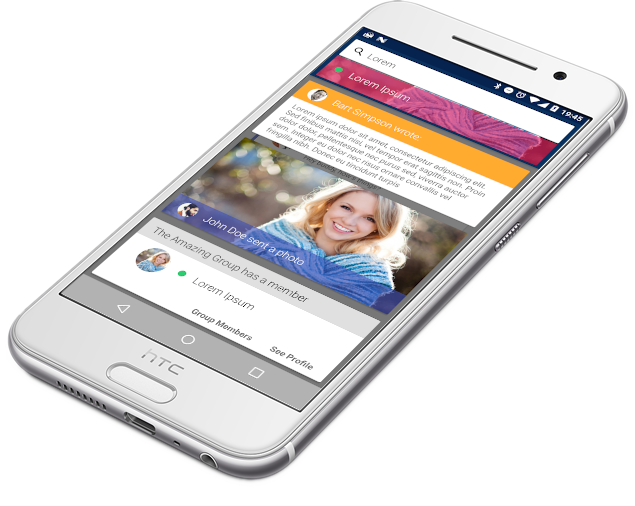 19:45
Lorem
Lorem Ipsum
Bart Simpson wrote
Lorem ipsum dolor sit amet, consectetur adipiscing elit.
Sed finibus mattis nisl, vel tempor erat sagittis non. Proin
dolor dolor, pellentesque nec purus sed, viverra auctor
sem. Integer eu dolor nec risus ornare convallis vel
fringilla nibh. Donec eu tincidunt turpis
John Doe sent a photo
The Amazing Group has a member
Lorem Ipsum
Group Members
See Profile
hTC